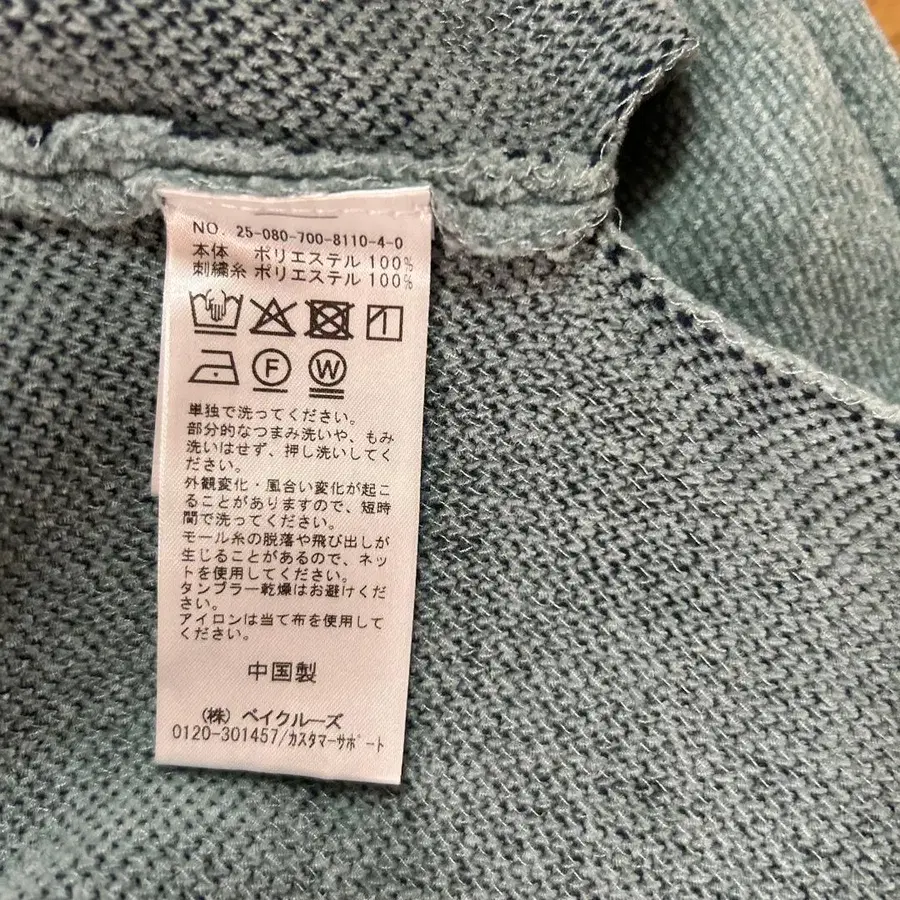 NO. 25-080-700-8110-4-0
本体 ポリエステル 100%
刺繍糸 ポリエステル 100%
F W
単独で洗ってください。
部分的なつまみ洗いや、もみ
洗いはせず、押し洗いしてく
ださい。
外観変化・風合い変化が起こ
ることがありますので、短時
間で洗ってください。
モール糸の脱落や飛び出しが
生じることがあるので、ネッ
トを使用してください。
タンブラー乾燥はお避けくだ
さい。
アイロンは当て布を使用して
ください。
中国製
(株) ベイクルーズ
0120-301457/カスタマーサポート